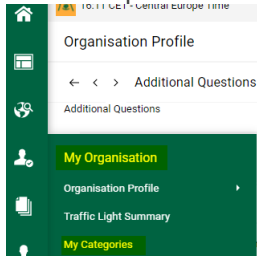 16:11 CET - Central Europe Time
Organisation Profile
Additional Questions
Additional Questions
My Organisation
Organisation Profile
Traffic Light Summary
My Categories